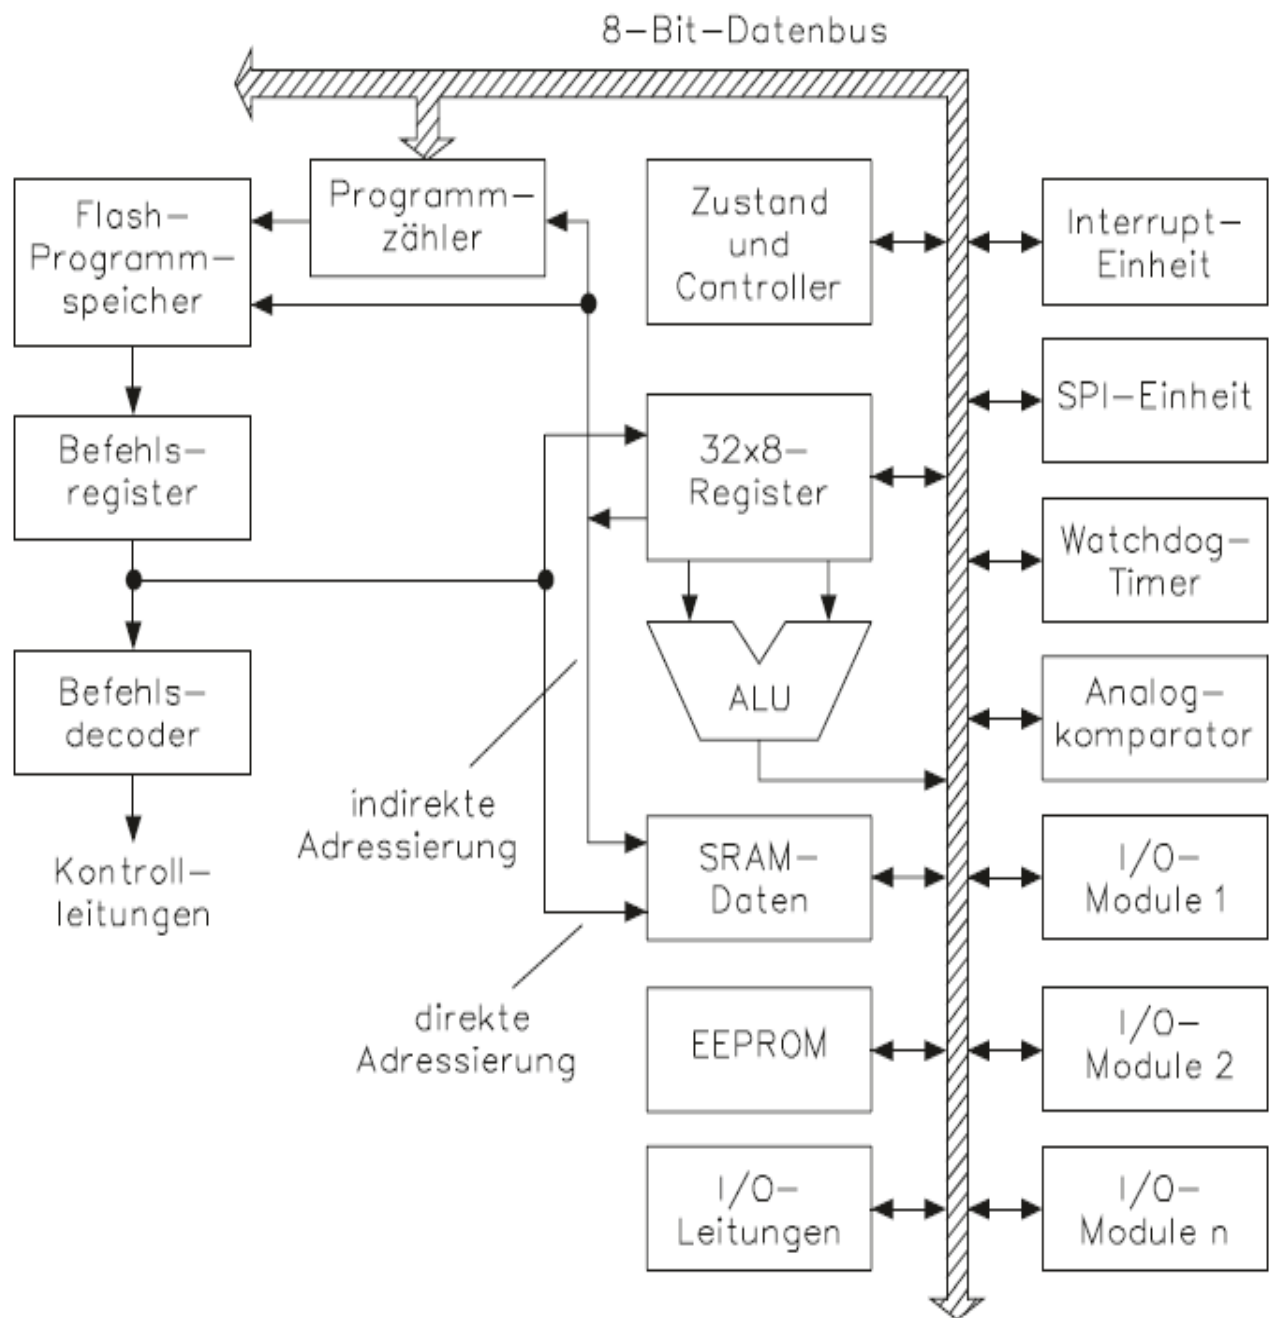 8-Bit-Datenbus
Programm-
zähler
Flash-
Programm-
speicher
Zustand
und
Controller
Interrupt-
Einheit
SPI-Einheit
Befehls-
register
32x8-
Register
Watchdog-
Timer
Befehls-
decoder
ALU
Analog-
komparator
indirekte
Adressierung
Kontroll-
leitungen
SRAM-
Daten
I/O-
Module 1
direkte
Adressierung
EEPROM
I/O-
Module 2
I/O-
Leitungen
I/O-
Module n